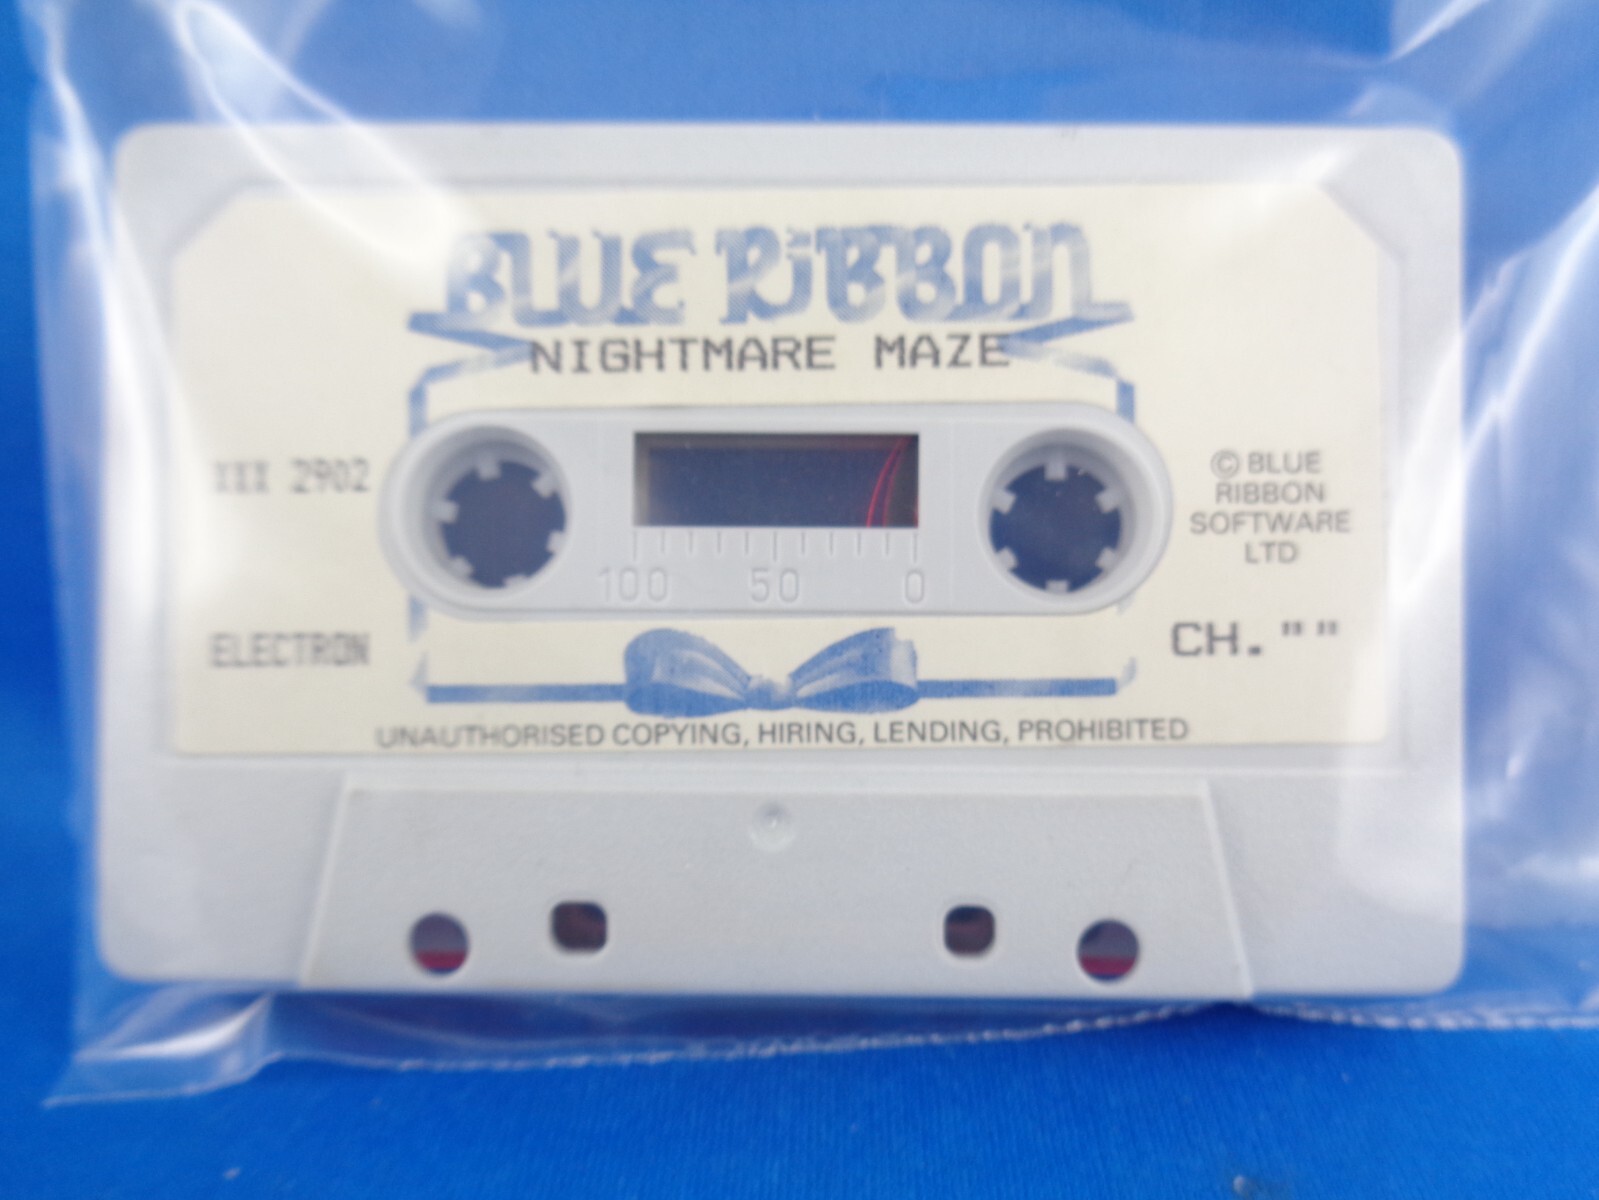 BLUE RiBBON
NIGHTMARE MAZE
XXX 2902
© BLUE
RIBBON
SOFTWARE
LTD
100 50 0
ELECTRON
CH.""
UNAUTHORISED COPYING, HIRING, LENDING, PROHIBITED